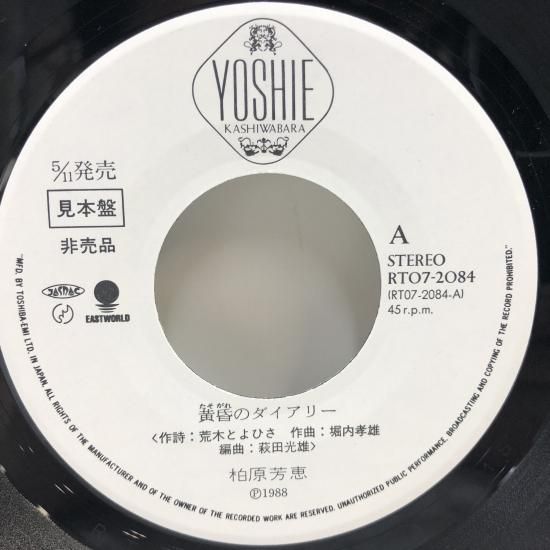 YOSHIE
KASHIWABARA
5/11発売
見本盤
非売品
JASRAC
EASTWORLD
A
STEREO
RT07-2084
(RT07-2084-A)
45 r.p.m.
たそがれ
黄昏のダイアリー
〈作詩：荒木とよひさ 作曲：堀内孝雄
編曲：萩田光雄〉
柏原芳恵
Ⓟ1988
"MFD. BY TOSHIBA-EMI LTD. IN JAPAN. ALL RIGHTS OF THE MANUFACTURER AND OWNER OF THE RECORDED WORK ARE RESERVED. UNAUTHORIZED PUBLIC PERFORMANCE, BROADCASTING AND COPYING OF THE RECORD PROHIBITED."